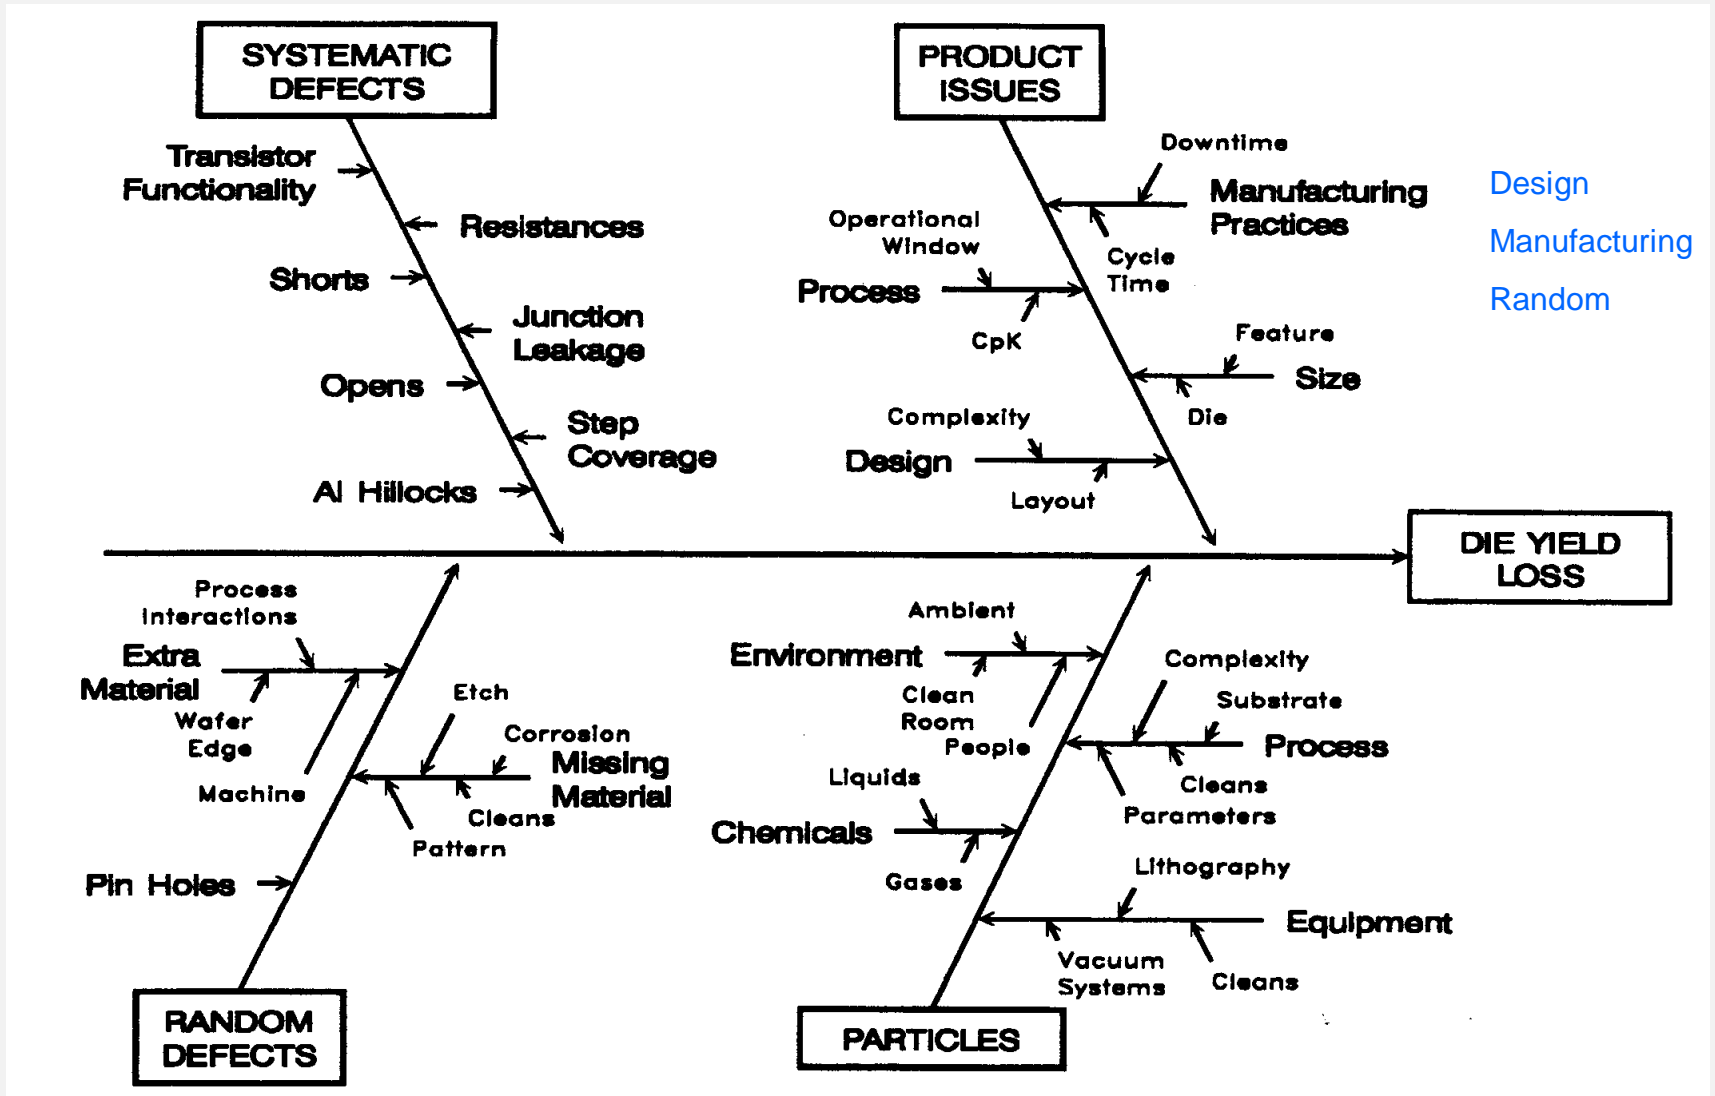 SYSTEMATIC
DEFECTS
Transistor
Functionality
Resistances
Shorts
Junction
Leakage
Opens
Step
Coverage
Al Hillocks
PRODUCT
ISSUES
Downtime
Manufacturing
Practices
Cycle
Time
Operational
Window
Process
CpK
Feature
Size
Die
Complexity
Design
Layout
Design
Manufacturing
Random
DIE YIELD
LOSS
Process
Interactions
Extra
Material
Wafer
Edge
Machine
Etch
Corrosion
Missing
Material
Cleans
Pattern
Pin Holes
RANDOM
DEFECTS
Ambient
Environment
Clean
Room
People
Complexity
Substrate
Process
Cleans
Parameters
Liquids
Chemicals
Gases
Lithography
Equipment
Vacuum
Systems
Cleans
PARTICLES